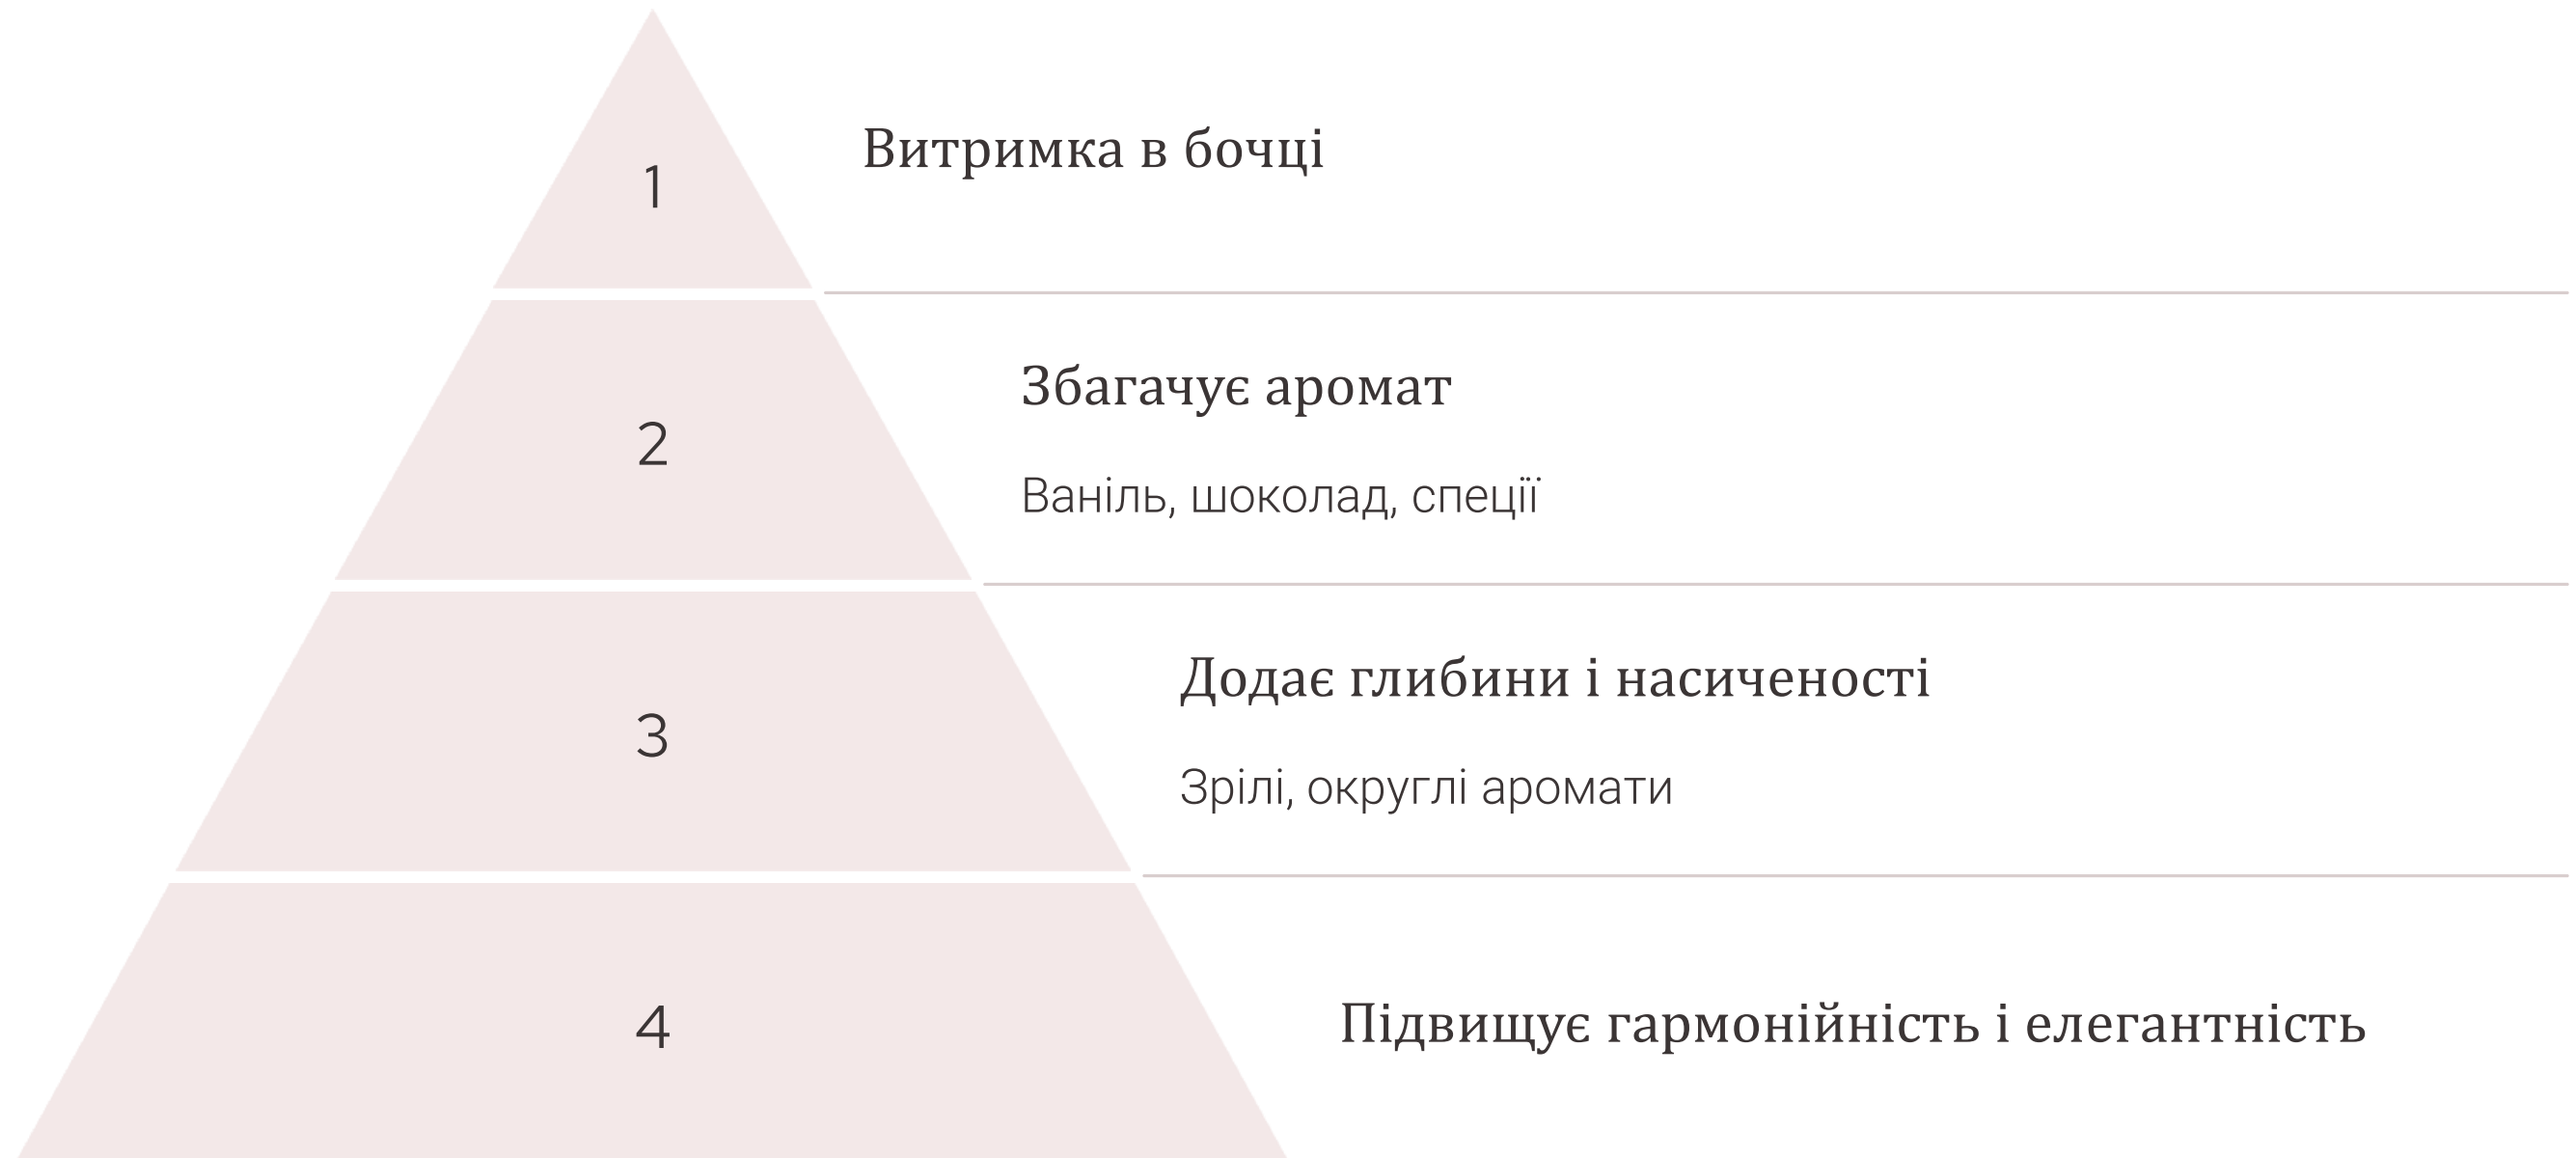 1
Витримка в бочці
2
Збагачує аромат
Ваніль, шоколад, спеції
3
Додає глибини і насиченості
Зрілі, округлі аромати
4
Підвищує гармонійність і елегантність